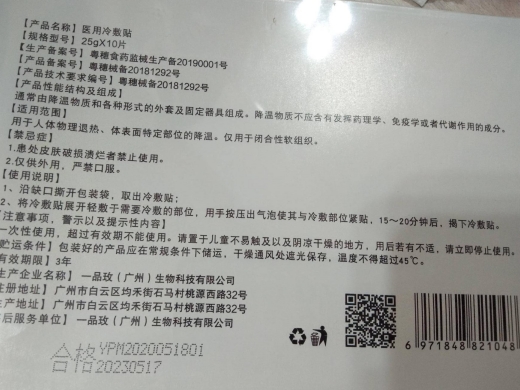 【产品名称】医用冷敷贴
【规格型号】25gX10片
【生产备案号】粤穗食药监械生产备20190001号
【产品备案号】粤穗械备20181292号
【产品技术要求编号】粤穗械备20181292号
【产品性能结构及组成】
通常由降温物质和各种形式的外套及固定器具组成。降温物质不应含有发挥药理学、免疫学或者代谢作用的成分。
【适用范围】
用于人体物理退热、体表面特定部位的降温。仅用于闭合性软组织。
【禁忌症】
1.患处皮肤破损溃烂者禁止使用。
2.仅供外用，严禁口服。
【使用说明】
1、沿缺口撕开包装袋，取出冷敷贴；
2、将冷敷贴展开轻敷于需要冷敷的部位，用手按压出气泡使其与冷敷部位紧贴，15～20分钟后，揭下冷敷贴。
注意事项，警示以及提示性内容】
一次性使用，超过有效期不能使用。请置于儿童不易触及以及阴凉干燥的地方，用后若有不适，请立即停止使用。
贮运条件】包装好的产品应在常规条件下储运，干燥通风处遮光保存，温度不得超过45℃。
有效期限】3年
生产企业名称】一品玫（广州）生物科技有限公司
注册地址】广州市白云区均禾街石马村桃源西路32号
生产地址】广州市白云区均禾街石马村桃源西路32号
售后服务单位】一品玫（广州）生物科技有限公司
合格 YPM2020051801
20230517
6971848821048